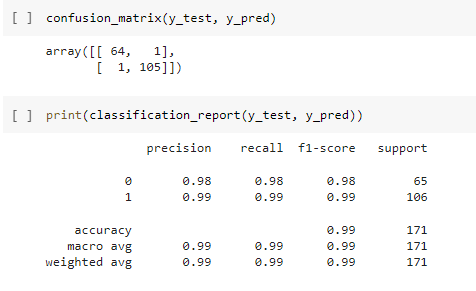 [ ] confusion_matrix(y_test, y_pred)
array([[ 64,   1],
       [  1, 105]])
[ ] print(classification_report(y_test, y_pred))
              precision    recall  f1-score   support
           0       0.98      0.98      0.98        65
           1       0.99      0.99      0.99       106
    accuracy                           0.99       171
   macro avg       0.99      0.99      0.99       171
weighted avg       0.99      0.99      0.99       171